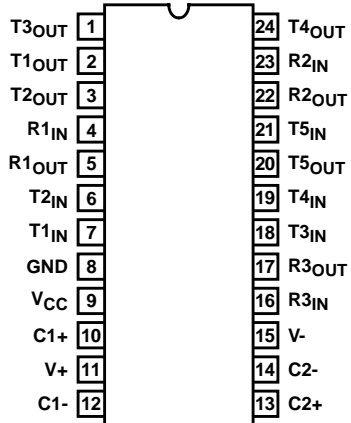 T3OUT 1 24 T4OUT
T1OUT 2 23 R2IN
T2OUT 3 22 R2OUT
R1IN 4 21 T5IN
R1OUT 5 20 T5OUT
T2IN 6 19 T4IN
T1IN 7 18 T3IN
GND 8 17 R3OUT
VCC 9 16 R3IN
C1+ 10 15 V-
V+ 11 14 C2-
C1- 12 13 C2+